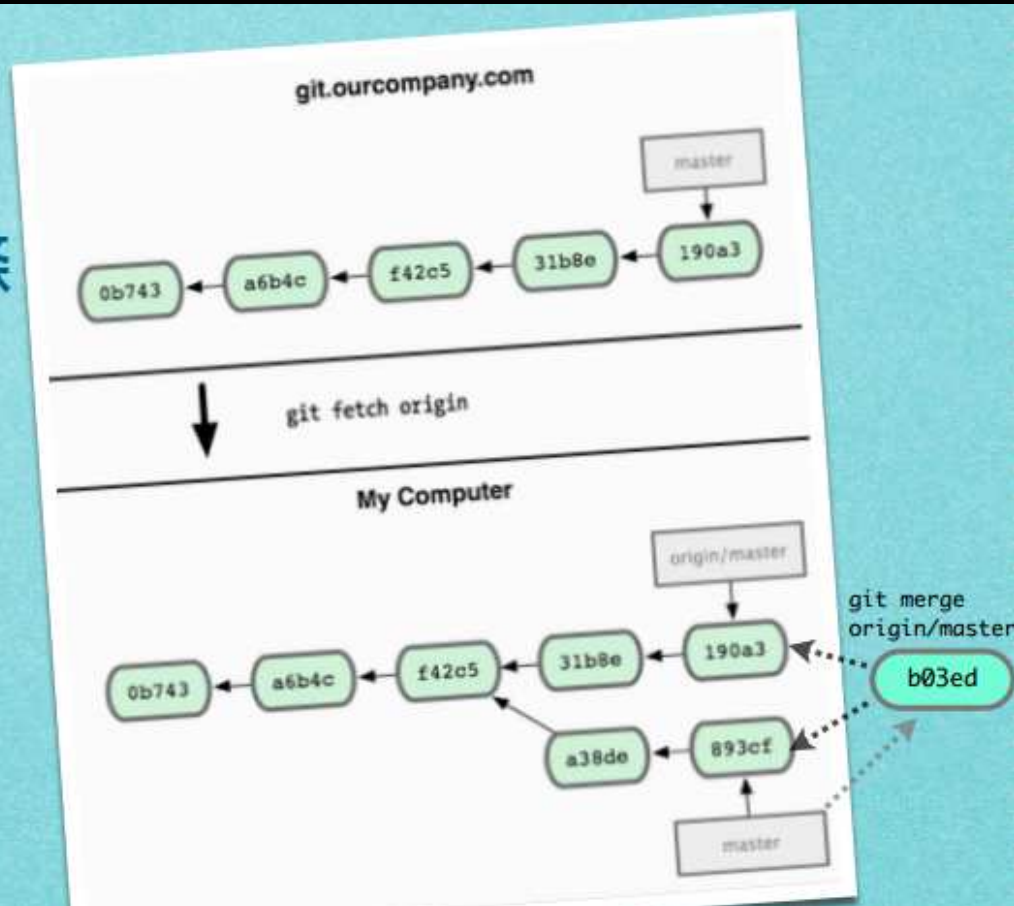 git.ourcompany.com
master
0b743 a6b4c f42c5 31b8e 190a3
git fetch origin
My Computer
origin/master
git merge
origin/master
0b743 a6b4c f42c5 31b8e 190a3
b03ed
a38de 893cf
master